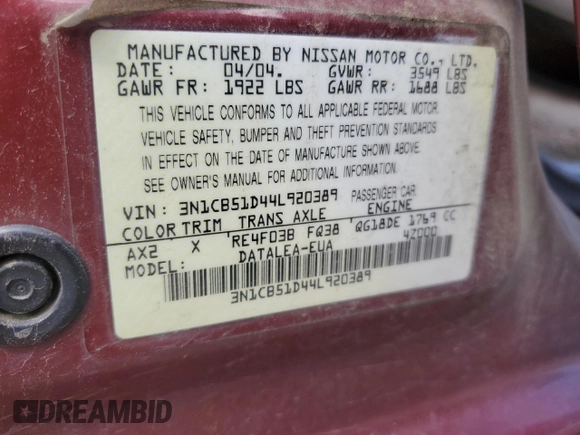 MANUFACTURED BY NISSAN MOTOR CO., LTD.
DATE: 04/04. GVWR: 3549 LBS
GAWR FR: 1922 LBS GAWR RR: 1688 LBS
THIS VEHICLE CONFORMS TO ALL APPLICABLE FEDERAL MOTOR
VEHICLE SAFETY, BUMPER AND THEFT PREVENTION STANDARDS
IN EFFECT ON THE DATE OF MANUFACTURE SHOWN ABOVE.
SEE OWNER'S MANUAL FOR ADDITIONAL INFORMATION.
VIN: 3N1CB51D44L920389 PASSENGER CAR
COLOR TRIM TRANS AXLE ENGINE
AX2 X RE4F03B FQ38 QG18DE 1769 CC
MODEL: DATALEA-EUA 42000
3N1CB51D44L920389
DREAMBID